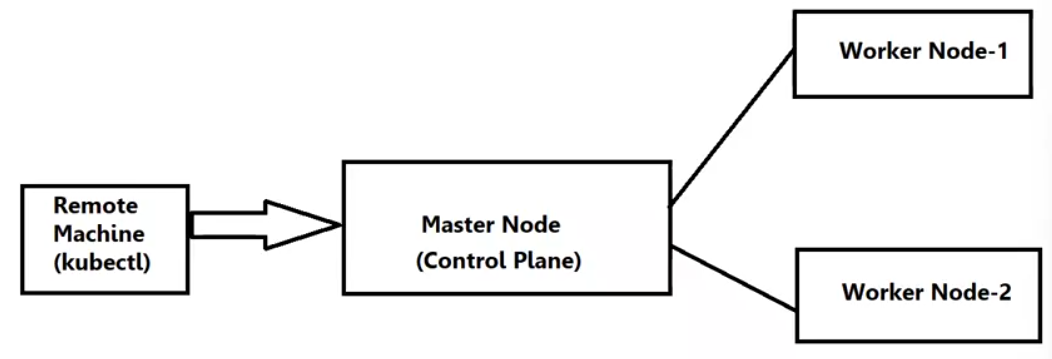 Remote
Machine
(kubectl)
Master Node
(Control Plane)
Worker Node-1
Worker Node-2